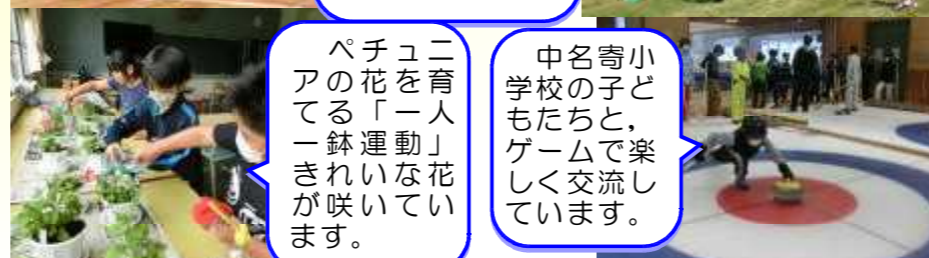 ペチュニ
アの花を育
てる「一人
一鉢運動」
きれいな花
が咲いてい
ます。
中名寄小
学校の子ど
もたちと，
ゲームで楽
しく交流し
ています。